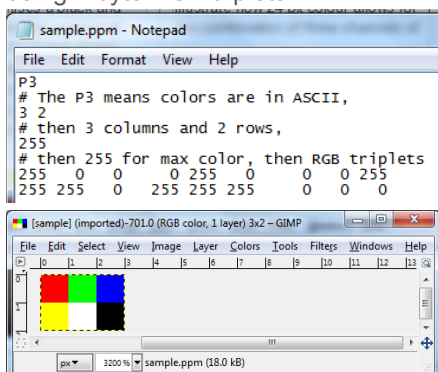 sample.ppm - Notepad
File Edit Format View Help
P3
# The P3 means colors are in ASCII,
3 2
# then 3 columns and 2 rows,
255
# then 255 for max color, then RGB triplets
255 0 0 0 255 0 0 0 255
255 255 0 255 255 255 0 0 0
[sample] (imported)-701.0 (RGB color, 1 layer) 3x2 – GIMP
File Edit Select View Image Layer Colors Tools Filters Windows Help
0 1 2 3 4 5 6 7 8 9 10 11 12 13
0
1
px 3200 % sample.ppm (18.0 kB)